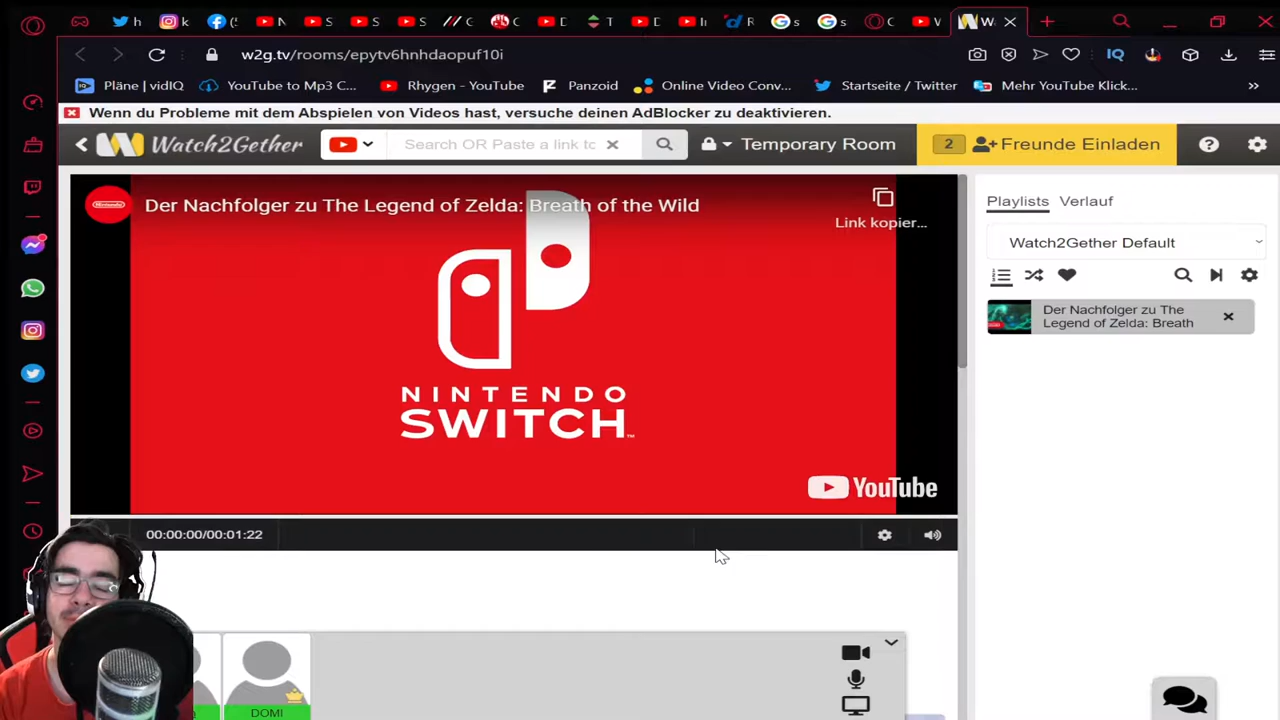 h
k
(
S
S
S
C
D
T
D
I
d R
G s
G s
C
W
W
w2g.tv/rooms/epytv6hnhdaopuf10i
IQ
Pläne | vidIQ
YouTube to Mp3 C...
Rhygen - YouTube
Panzoid
Online Video Conv...
Startseite / Twitter
Mehr YouTube Klick...
»
Wenn du Probleme mit dem Abspielen von Videos hast, versuche deinen AdBlocker zu deaktivieren.
Watch2Gether
Search OR Paste a link to
Temporary Room
2
Freunde Einladen
Nintendo
Der Nachfolger zu The Legend of Zelda: Breath of the Wild
Link kopier...
NINTENDO
SWITCH™
YouTube
00:00:00/00:01:22
Playlists Verlauf
Watch2Gether Default
Der Nachfolger zu The
Legend of Zelda: Breath
DOMI